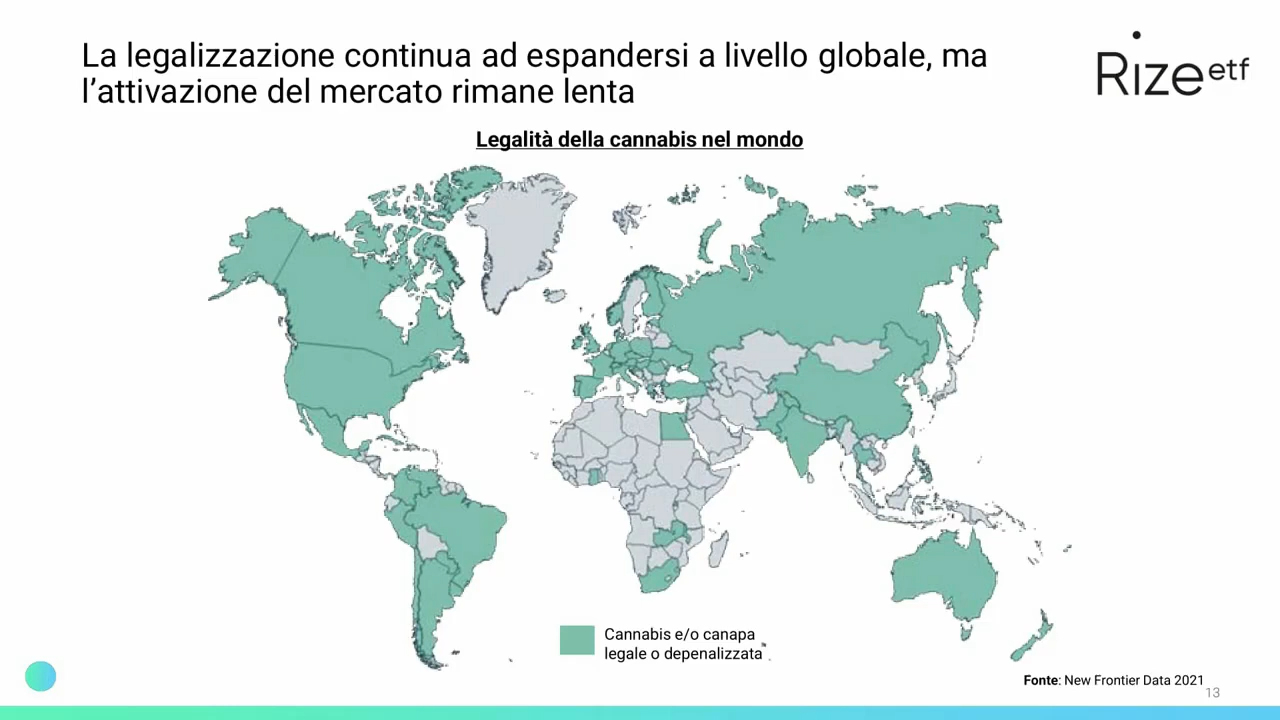 La legalizzazione continua ad espandersi a livello globale, ma
l’attivazione del mercato rimane lenta
Rize etf
Legalità della cannabis nel mondo
Cannabis e/o canapa
legale o depenalizzata
Fonte: New Frontier Data 2021
13